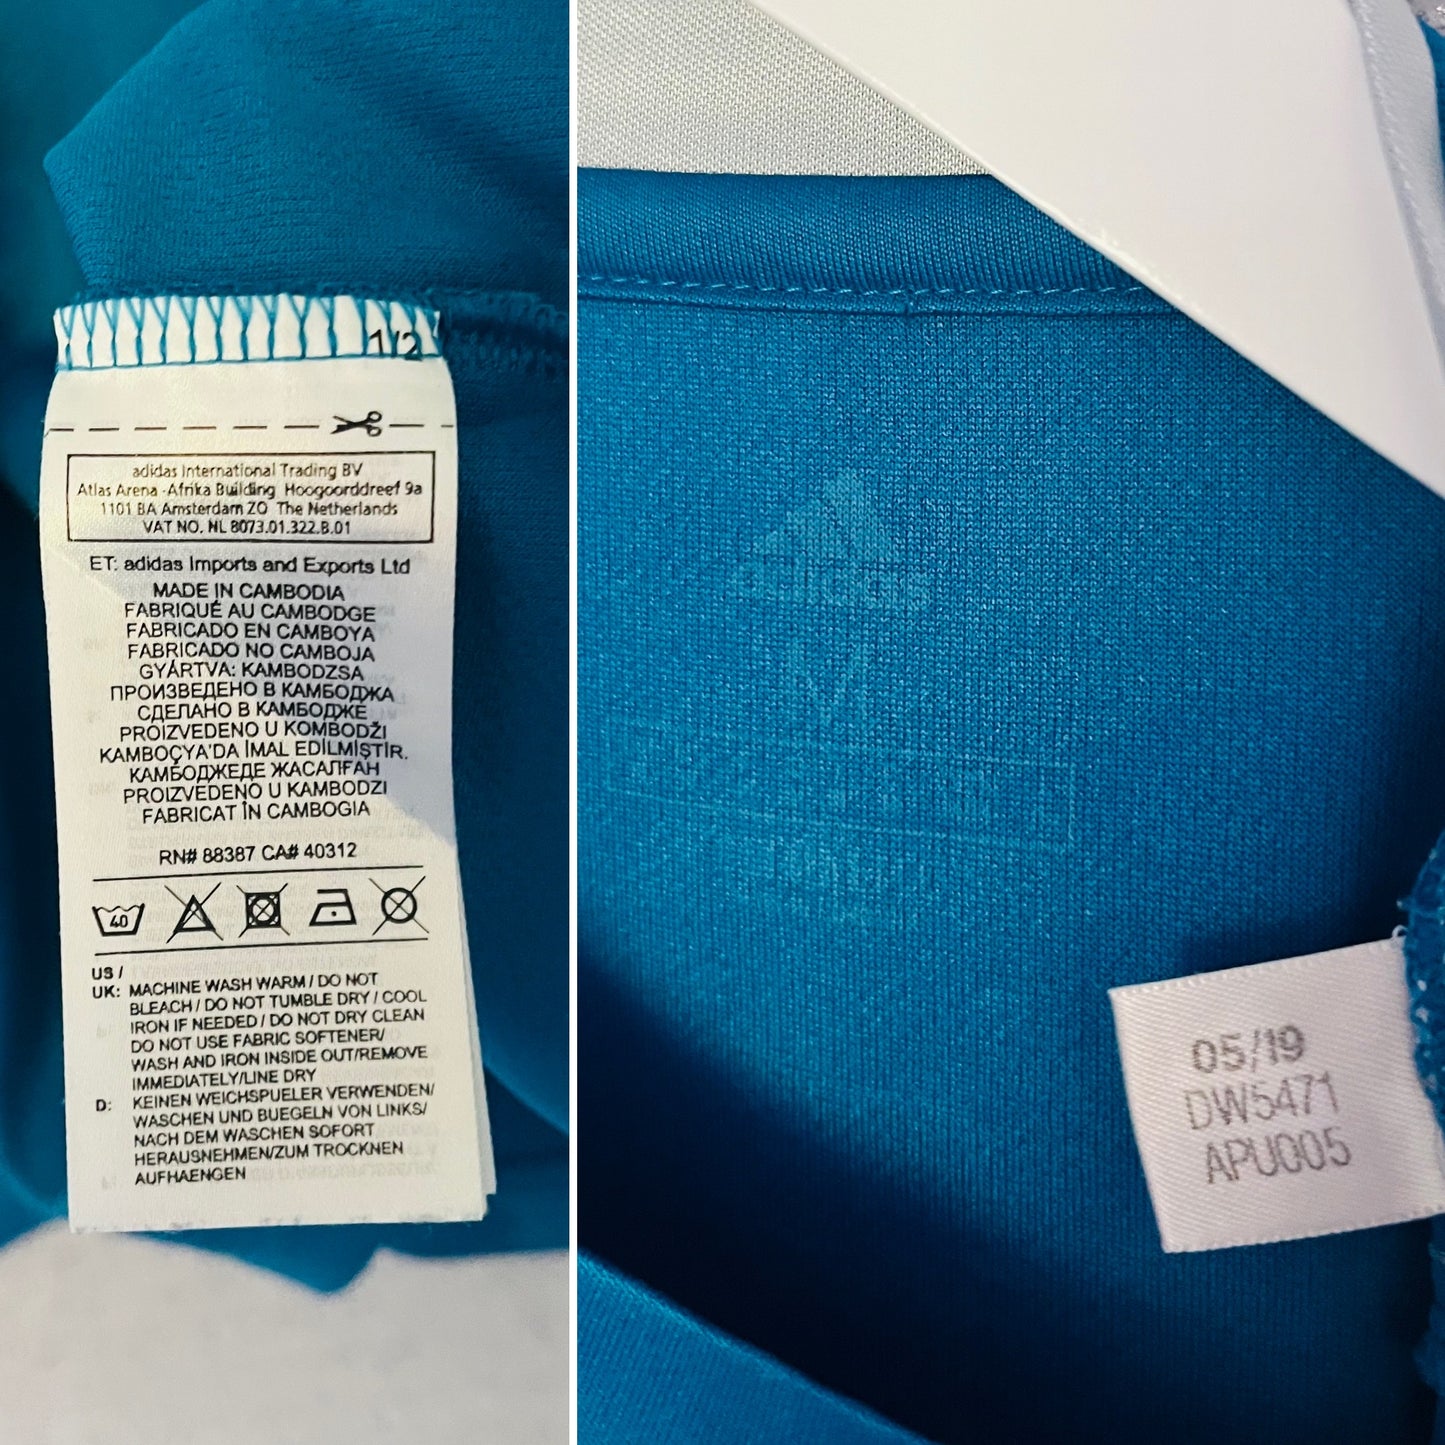 1/2
adidas International Trading BV
Atlas Arena -Afrika Building Hoogoorddreef 9a
1101 BA Amsterdam ZO The Netherlands
VAT NO. NL 8073.01.322.B.01
ET: adidas Imports and Exports Ltd
MADE IN CAMBODIA
FABRIQUÉ AU CAMBODGE
FABRICADO EN CAMBOYA
FABRICADO NO CAMBOJA
GYÁRTVA: KAMBODZSA
ПРОИЗВЕДЕНО В КАМБОДЖА
СДЕЛАНО В КАМБОДЖЕ
PROIZVEDENO U KOMBODŽI
KAMBOÇYA'DA İMAL EDİLMİŞTİR.
КАМБОДЖЕДЕ ЖАСАЛҒАН
PROIZVEDENO U KAMBODZI
FABRICAT ÎN CAMBOGIA
RN# 88387 CA# 40312
40
US /
UK: MACHINE WASH WARM / DO NOT
BLEACH / DO NOT TUMBLE DRY / COOL
IRON IF NEEDED / DO NOT DRY CLEAN
DO NOT USE FABRIC SOFTENER/
WASH AND IRON INSIDE OUT/REMOVE
IMMEDIATELY/LINE DRY
D: KEINEN WEICHSPUELER VERWENDEN/
WASCHEN UND BUEGELN VON LINKS/
NACH DEM WASCHEN SOFORT
HERAUSNEHMEN/ZUM TROCKNEN
AUFHAENGEN
adidas
05/19
DW5471
APU005